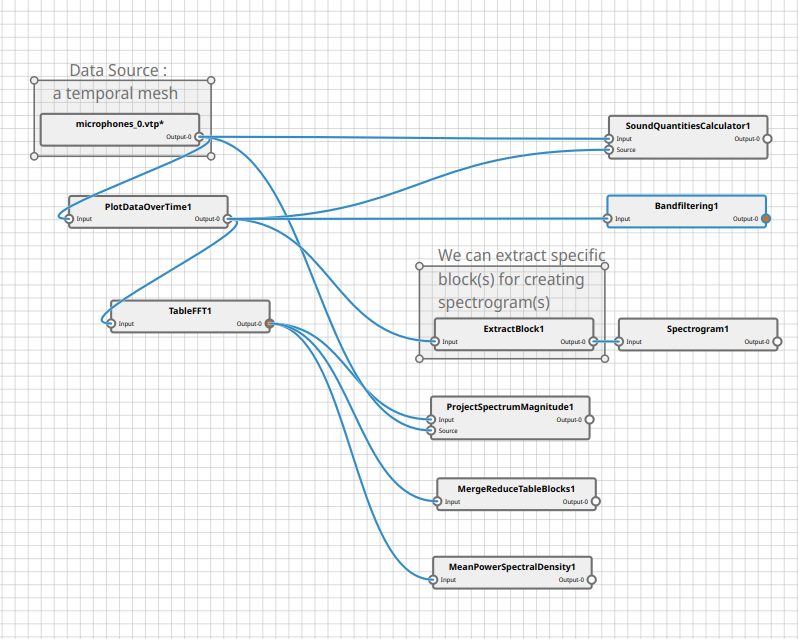 Data Source :
a temporal mesh
microphones_0.vtp*
Output-0
SoundQuantitiesCalculator1
Input
Output-0
Source
PlotDataOverTime1
Input
Output-0
Bandfiltering1
Input
Output-0
We can extract specific
block(s) for creating
spectrogram(s)
TableFFT1
Input
Output-0
ExtractBlock1
Input
Output-0
Spectrogram1
Input
Output-0
ProjectSpectrumMagnitude1
Input
Output-0
Source
MergeReduceTableBlocks1
Input
Output-0
MeanPowerSpectralDensity1
Input
Output-0